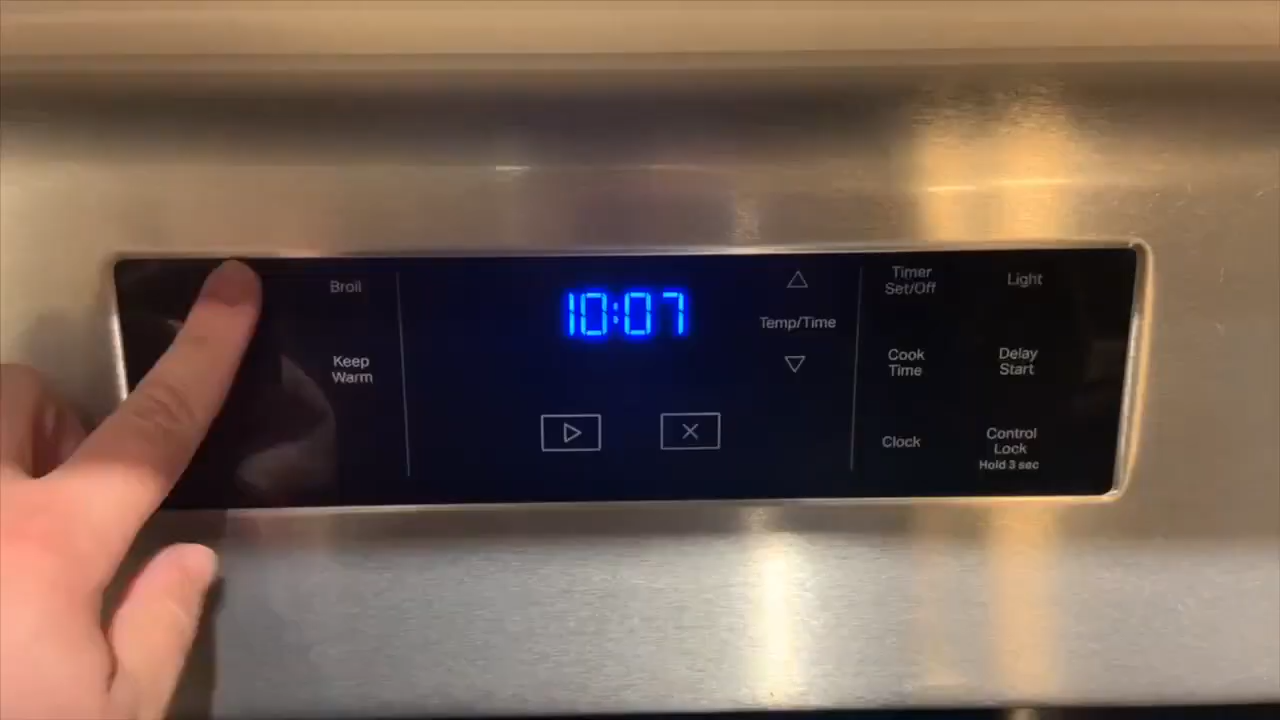 Broil
Keep
Warm
10:07
Temp/Time
Timer
Set/Off
Light
Cook
Time
Delay
Start
Clock
Control
Lock
Hold 3 sec